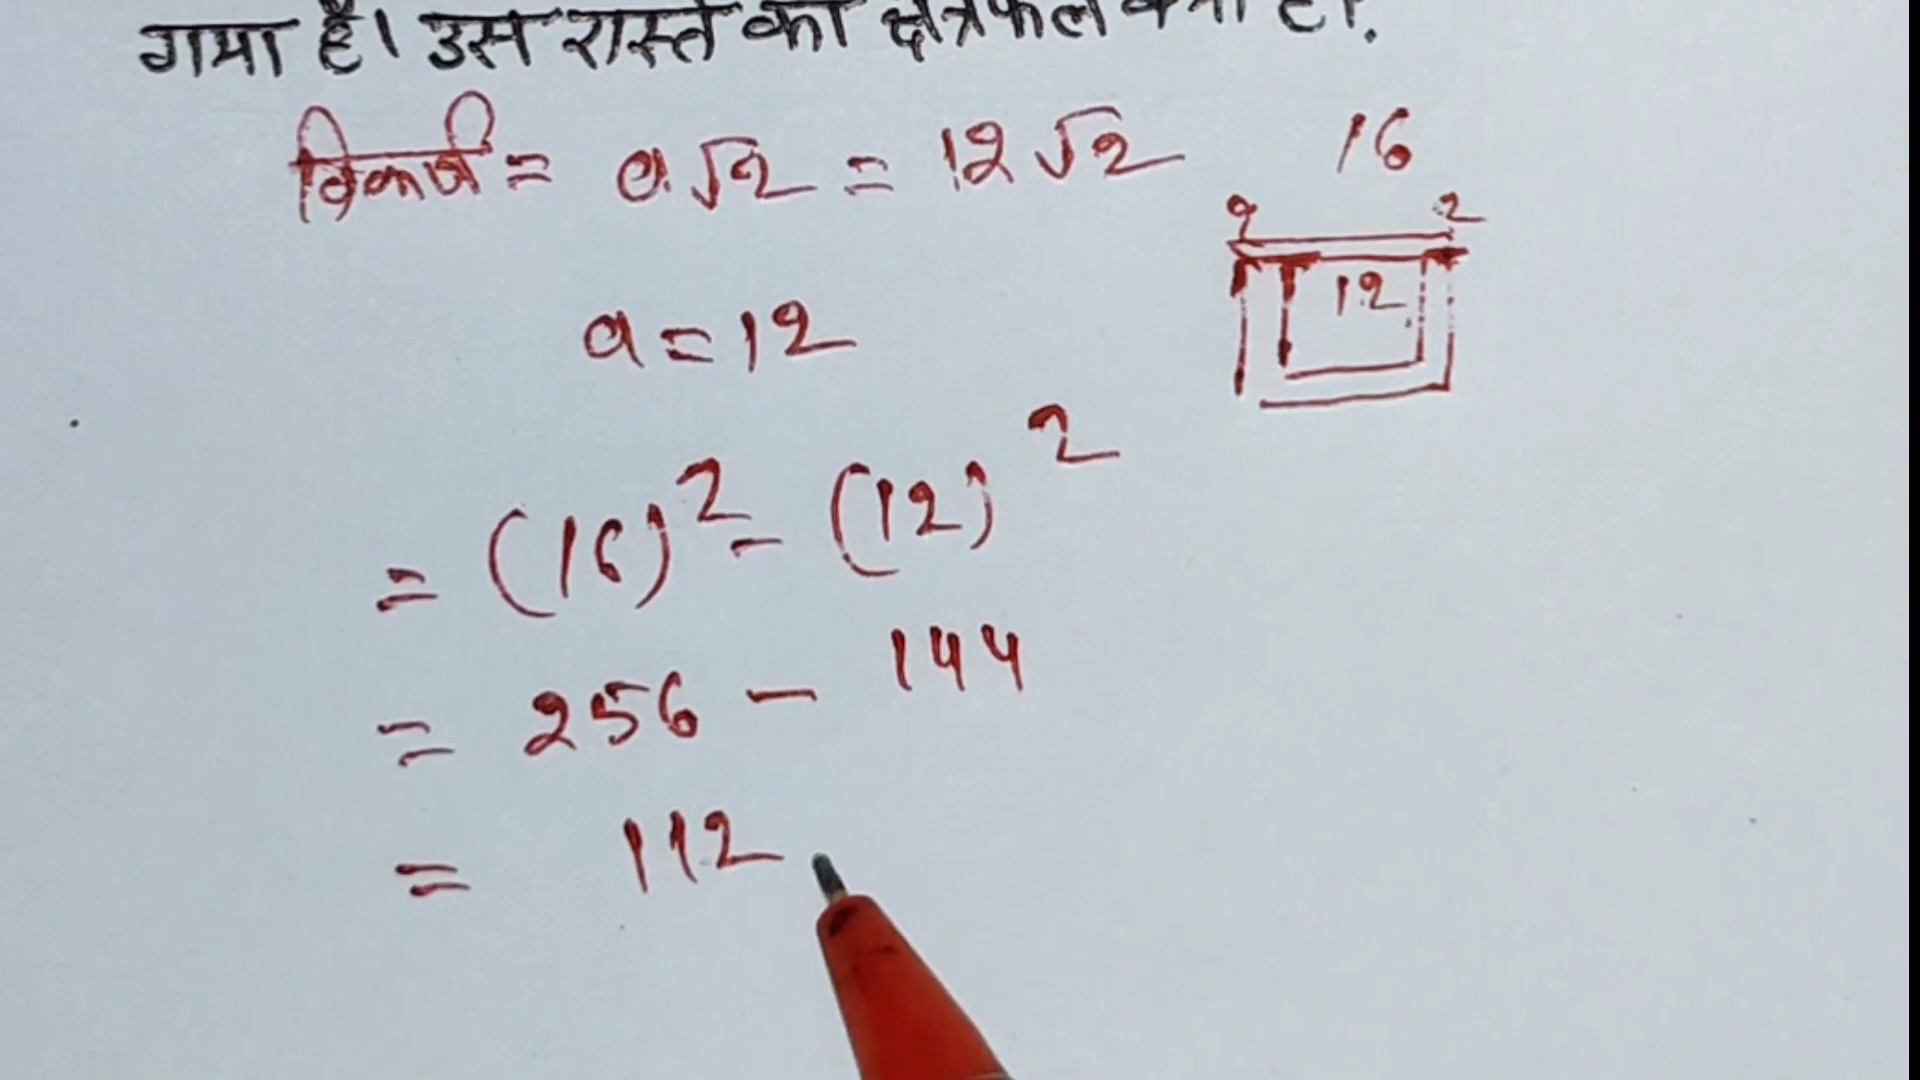 गया है। उस रास्ते का क्षेत्रफल क्या है?.
विकर्ण = a√2 = 12√2
16
2 2
12
a = 12
= (16)² - (12)²
= 256 - 144
= 112